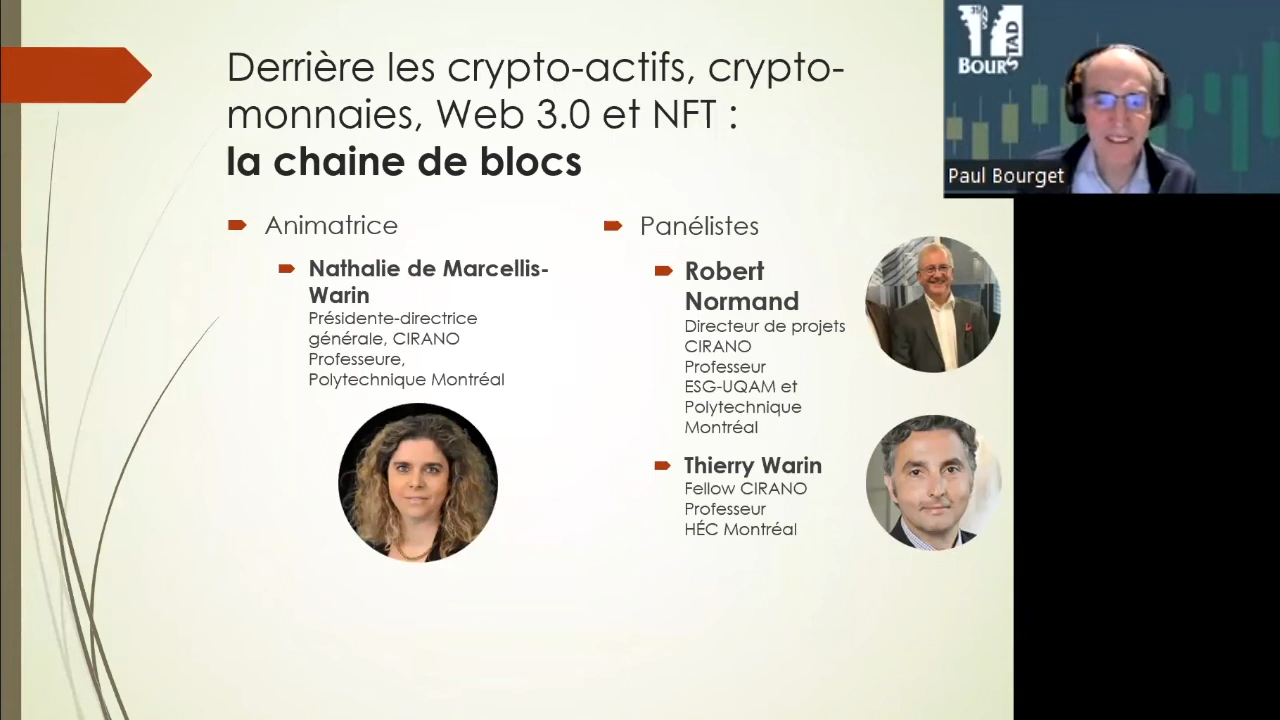 Derrière les crypto-actifs, crypto-
monnaies, Web 3.0 et NFT :
la chaine de blocs
Animatrice
Nathalie de Marcellis-
Warin
Présidente-directrice
générale, CIRANO
Professeure,
Polytechnique Montréal
Panélistes
Robert
Normand
Directeur de projets
CIRANO
Professeur
ESG-UQAM et
Polytechnique
Montréal
Thierry Warin
Fellow CIRANO
Professeur
HÉC Montréal
BOURSTAD
Paul Bourget